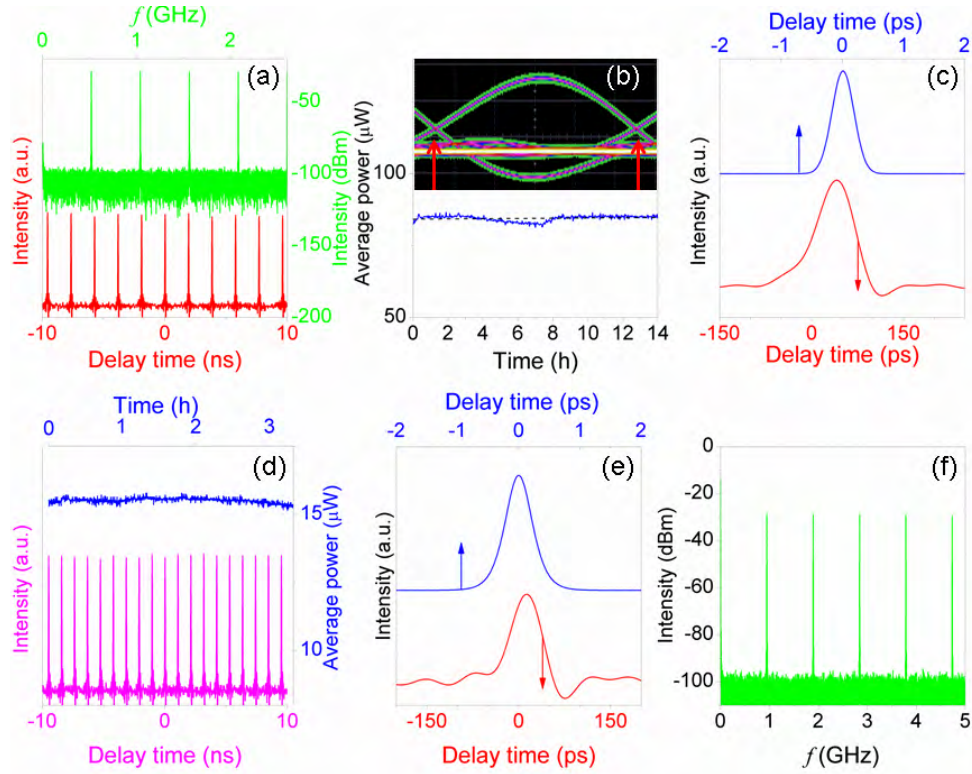 f (GHz)
0 1 2
(a)
Intensity (a.u.)
-50
-100
-150
-200
Intensity (dBm)
-10 0 10
Delay time (ns)
(b)
Average power (μW)
100
50
0 2 4 6 8 10 12 14
Time (h)
Delay time (ps)
-2 -1 0 1 2
(c)
Intensity (a.u.)
-150 0 150
Delay time (ps)
Time (h)
0 1 2 3
(d)
Intensity (a.u.)
15
10
Average power (μW)
-10 0 10
Delay time (ns)
Delay time (ps)
-2 -1 0 1 2
(e)
Intensity (a.u.)
-150 0 150
Delay time (ps)
(f)
Intensity (dBm)
0
-20
-40
-60
-80
-100
0 1 2 3 4 5
f (GHz)